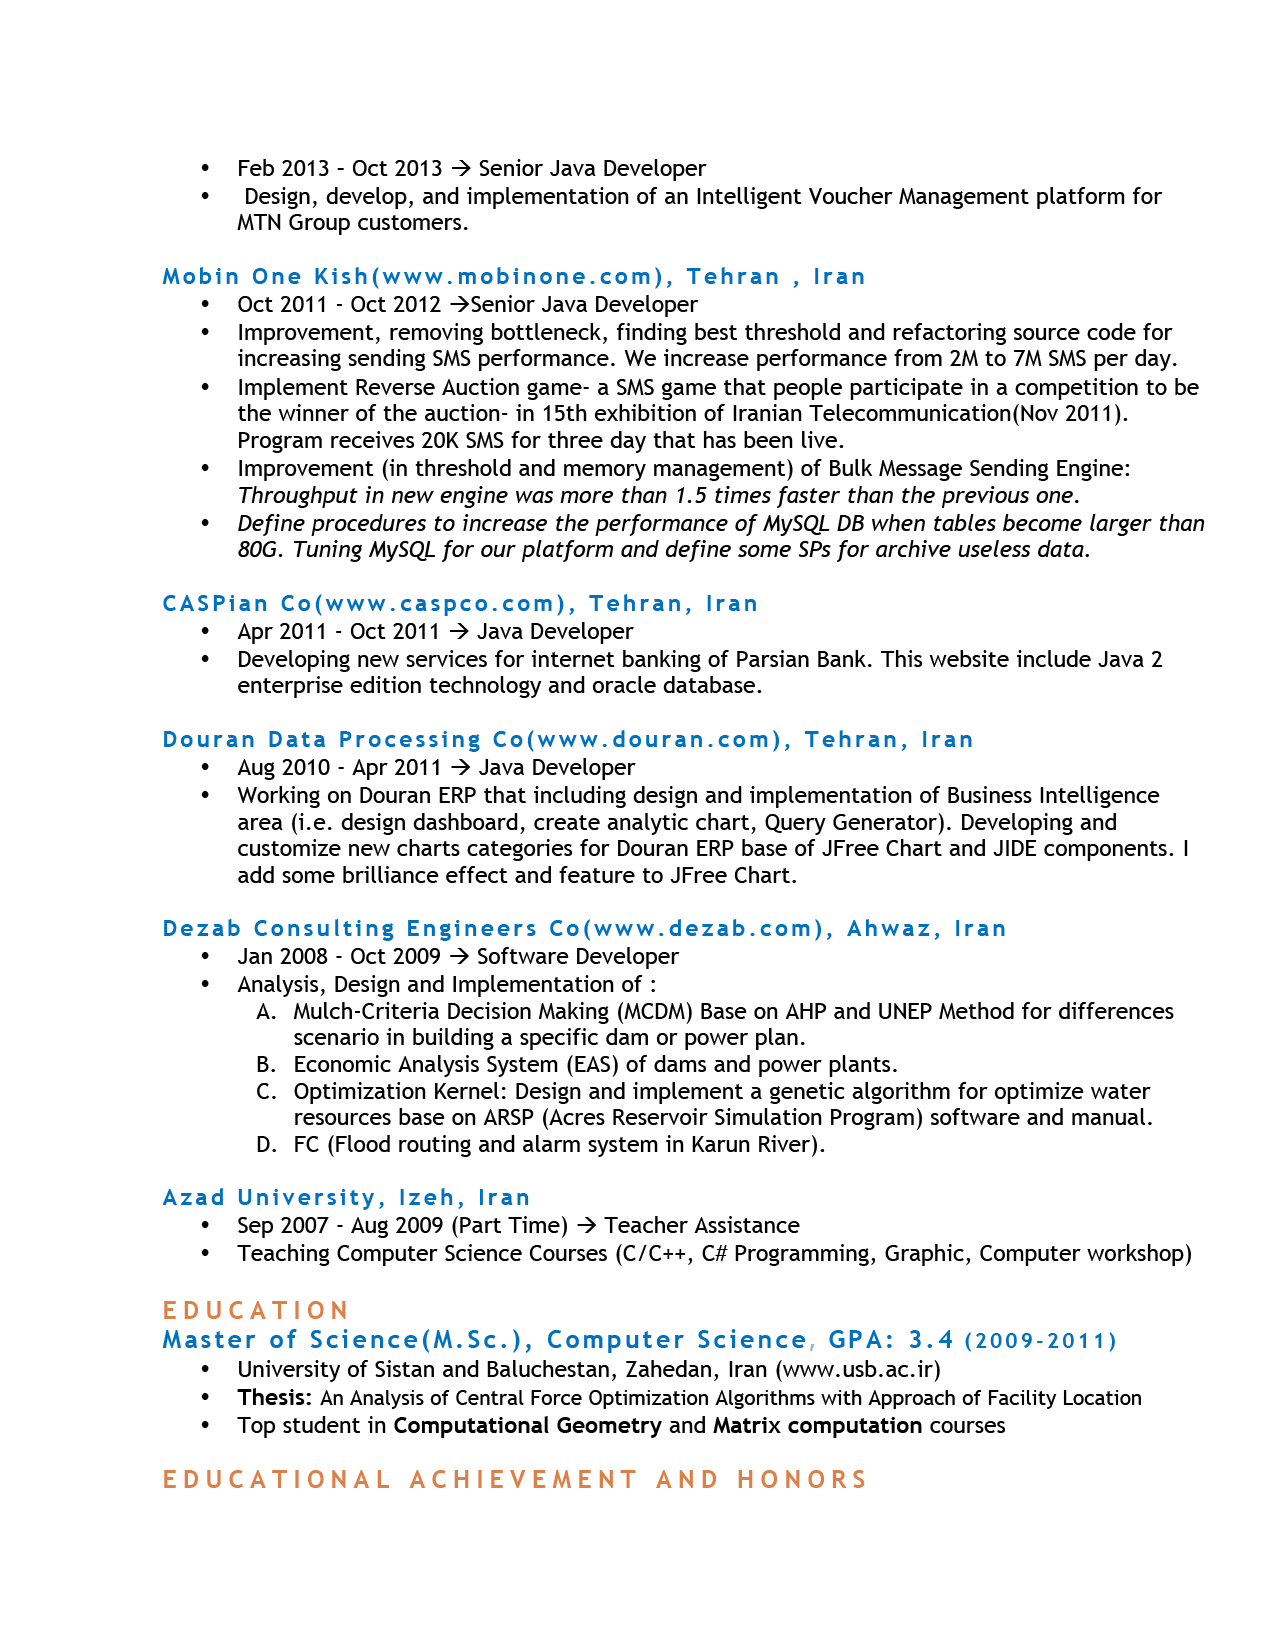 • Feb 2013 – Oct 2013 → Senior Java Developer
• Design, develop, and implementation of an Intelligent Voucher Management platform for
MTN Group customers.
Mobin One Kish(www.mobinone.com), Tehran , Iran
• Oct 2011 - Oct 2012 →Senior Java Developer
• Improvement, removing bottleneck, finding best threshold and refactoring source code for
increasing sending SMS performance. We increase performance from 2M to 7M SMS per day.
• Implement Reverse Auction game- a SMS game that people participate in a competition to be
the winner of the auction- in 15th exhibition of Iranian Telecommunication(Nov 2011).
Program receives 20K SMS for three day that has been live.
• Improvement (in threshold and memory management) of Bulk Message Sending Engine:
Throughput in new engine was more than 1.5 times faster than the previous one.
• Define procedures to increase the performance of MySQL DB when tables become larger than
80G. Tuning MySQL for our platform and define some SPs for archive useless data.
CASPian Co(www.caspco.com), Tehran, Iran
• Apr 2011 - Oct 2011 → Java Developer
• Developing new services for internet banking of Parsian Bank. This website include Java 2
enterprise edition technology and oracle database.
Douran Data Processing Co(www.douran.com), Tehran, Iran
• Aug 2010 - Apr 2011 → Java Developer
• Working on Douran ERP that including design and implementation of Business Intelligence
area (i.e. design dashboard, create analytic chart, Query Generator). Developing and
customize new charts categories for Douran ERP base of JFree Chart and JIDE components. I
add some brilliance effect and feature to JFree Chart.
Dezab Consulting Engineers Co(www.dezab.com), Ahwaz, Iran
• Jan 2008 - Oct 2009 → Software Developer
• Analysis, Design and Implementation of :
A. Mulch-Criteria Decision Making (MCDM) Base on AHP and UNEP Method for differences
scenario in building a specific dam or power plan.
B. Economic Analysis System (EAS) of dams and power plants.
C. Optimization Kernel: Design and implement a genetic algorithm for optimize water
resources base on ARSP (Acres Reservoir Simulation Program) software and manual.
D. FC (Flood routing and alarm system in Karun River).
Azad University, Izeh, Iran
• Sep 2007 - Aug 2009 (Part Time) → Teacher Assistance
• Teaching Computer Science Courses (C/C++, C# Programming, Graphic, Computer workshop)
EDUCATION
Master of Science(M.Sc.), Computer Science, GPA: 3.4 (2009-2011)
• University of Sistan and Baluchestan, Zahedan, Iran (www.usb.ac.ir)
• Thesis: An Analysis of Central Force Optimization Algorithms with Approach of Facility Location
• Top student in Computational Geometry and Matrix computation courses
EDUCATIONAL ACHIEVEMENT AND HONORS